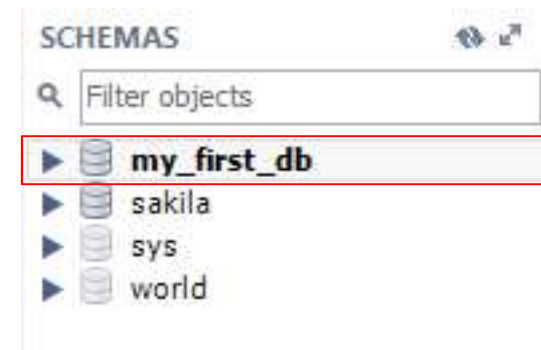 SCHEMAS
Filter objects
my_first_db
sakila
sys
world